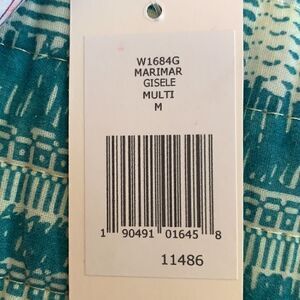 W1684G
MARIMAR
GISELE
MULTI
M
1 90491 01645 8
11486